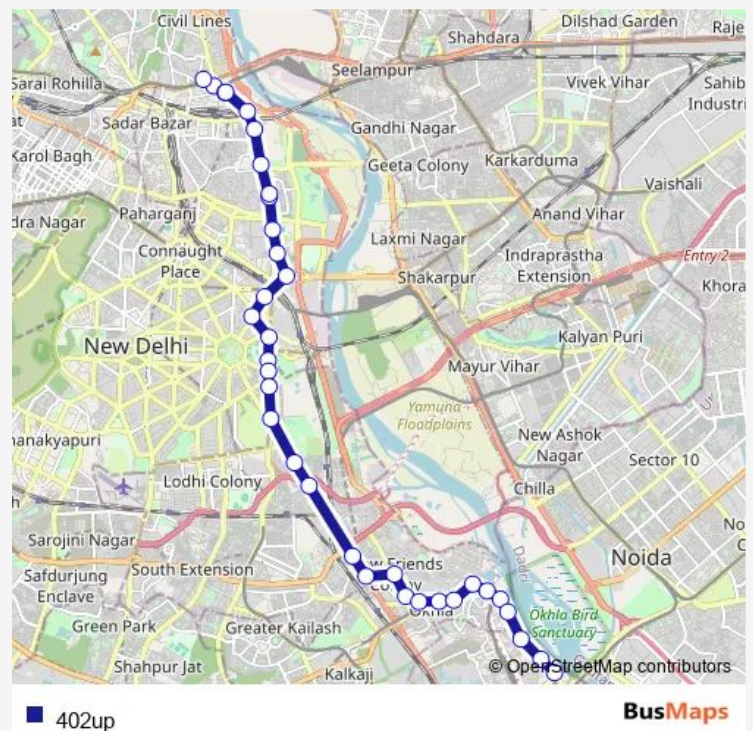 Civil Lines
Dilshad Garden
Raje
Shahdara
Sarai Rohilla
Seelampur
Vivek Vihar
Sahib
Industri
at
Sadar Bazar
Gandhi Nagar
Karol Bagh
Geeta Colony
Karkarduma
Vaishali
dra Nagar
Paharganj
Anand Vihar
Laxmi Nagar
Connaught
Place
Indraprastha
Extension
Entry 2
Shakarpur
Khora
New Delhi
Kalyan Puri
Mayur Vihar
Yamuna
Floodplains
hanakyapuri
New Ashok
Nagar
Sector 10
Lodhi Colony
Chilla
h
No
Sarojini Nagar
Dadri
Noida
Safdurjung
Enclave
South Extension
w Friends
Okhla
Okhla Bird
Sanctuary
Green Park
Greater Kailash
Shahpur Jat
Kalkaji
© OpenStreetMap contributors
402up
BusMaps